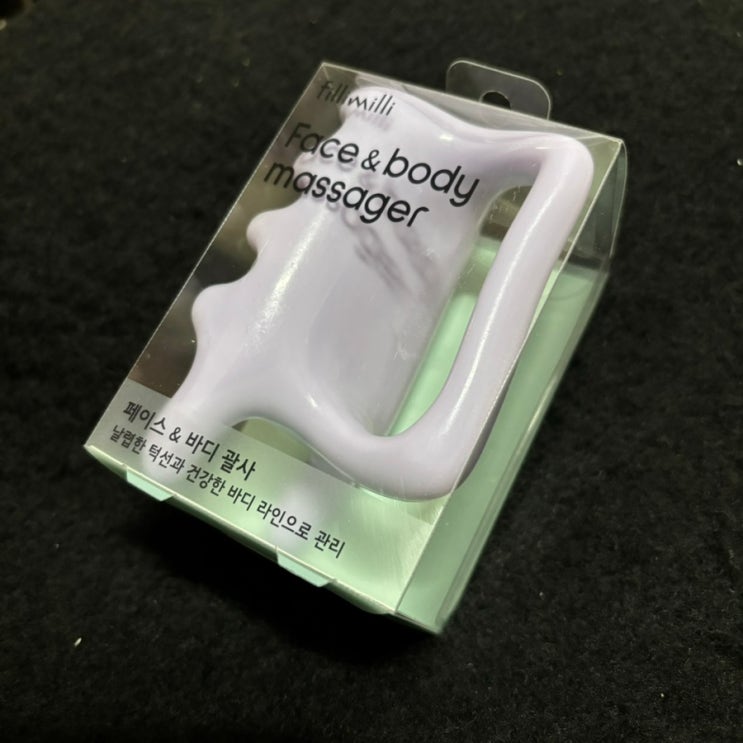 fillimilli
Face & body
massager
페이스 & 바디 괄사
날렵한 턱선과 건강한 바디 라인으로 관리